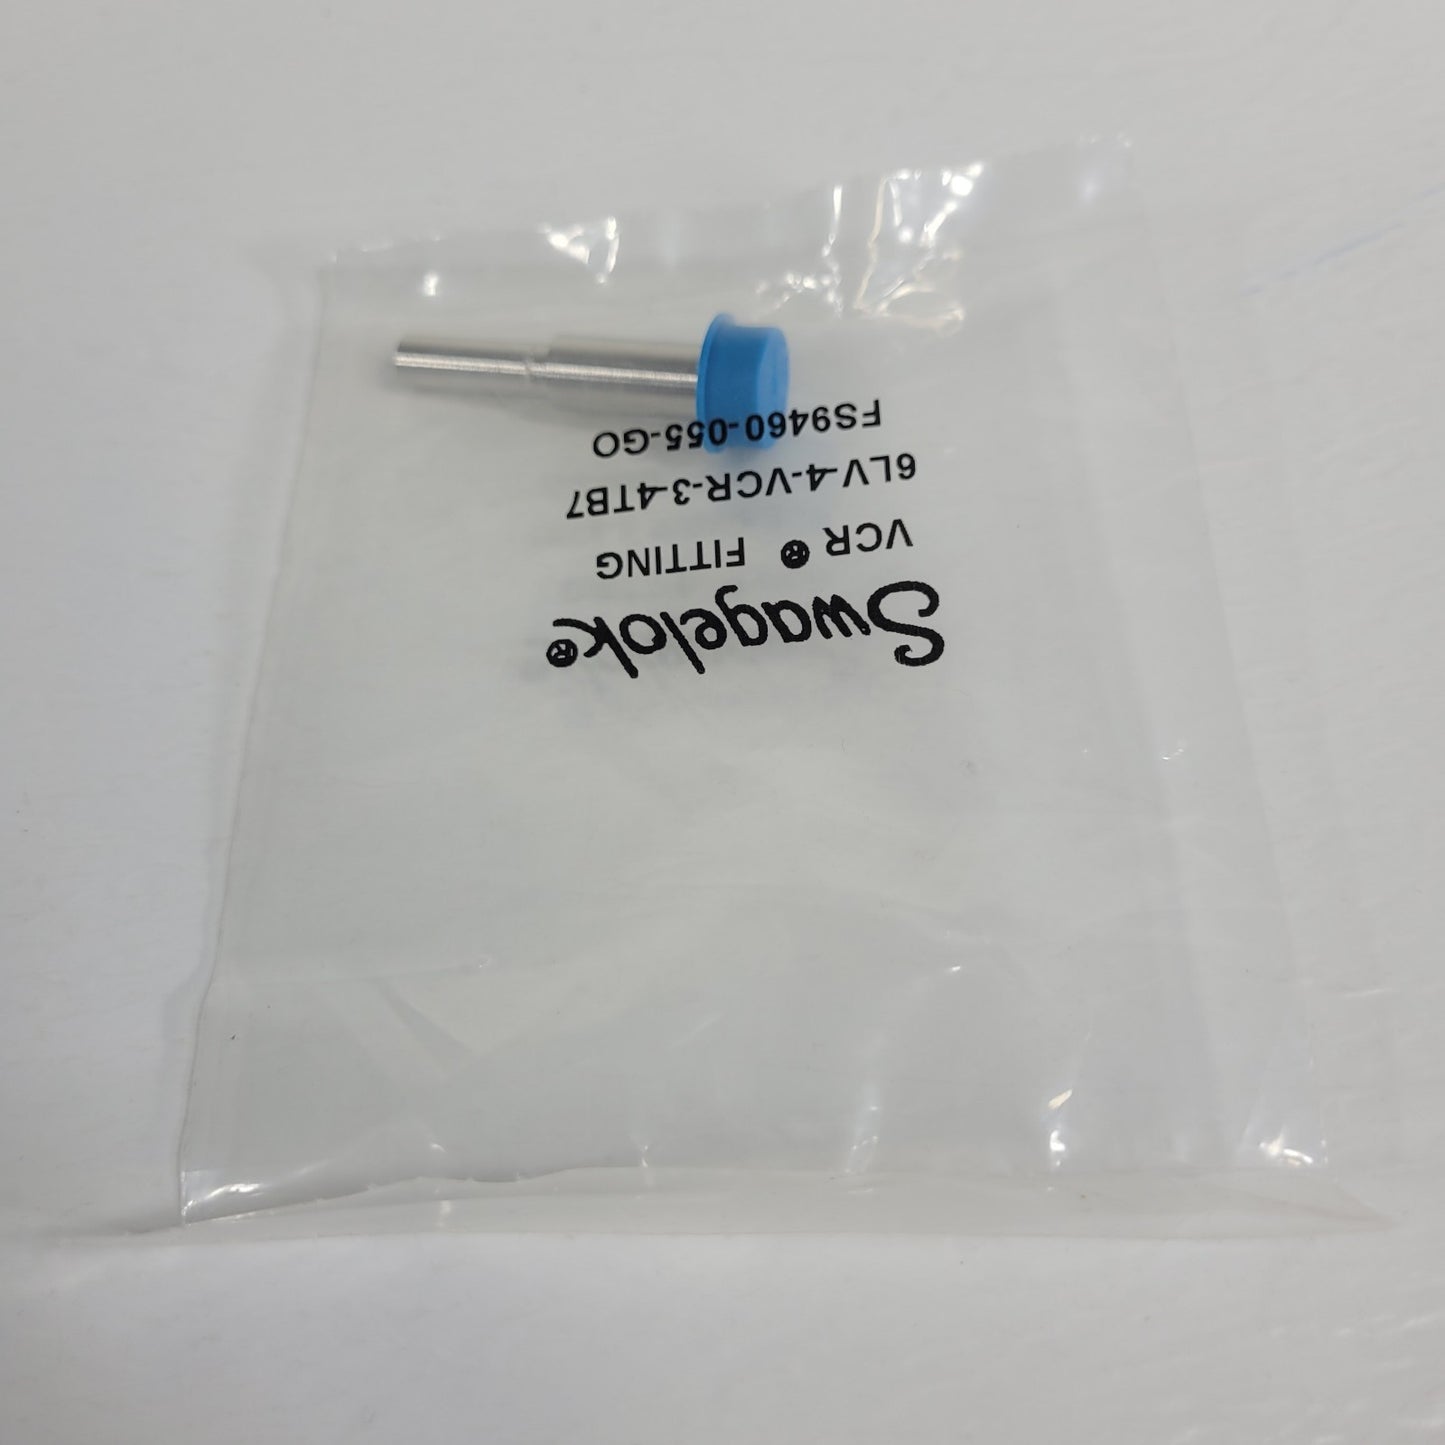 Swagelok®
VCR® FITTING
6LV-4-VCR-3-4TB7
FS9460-055-GO